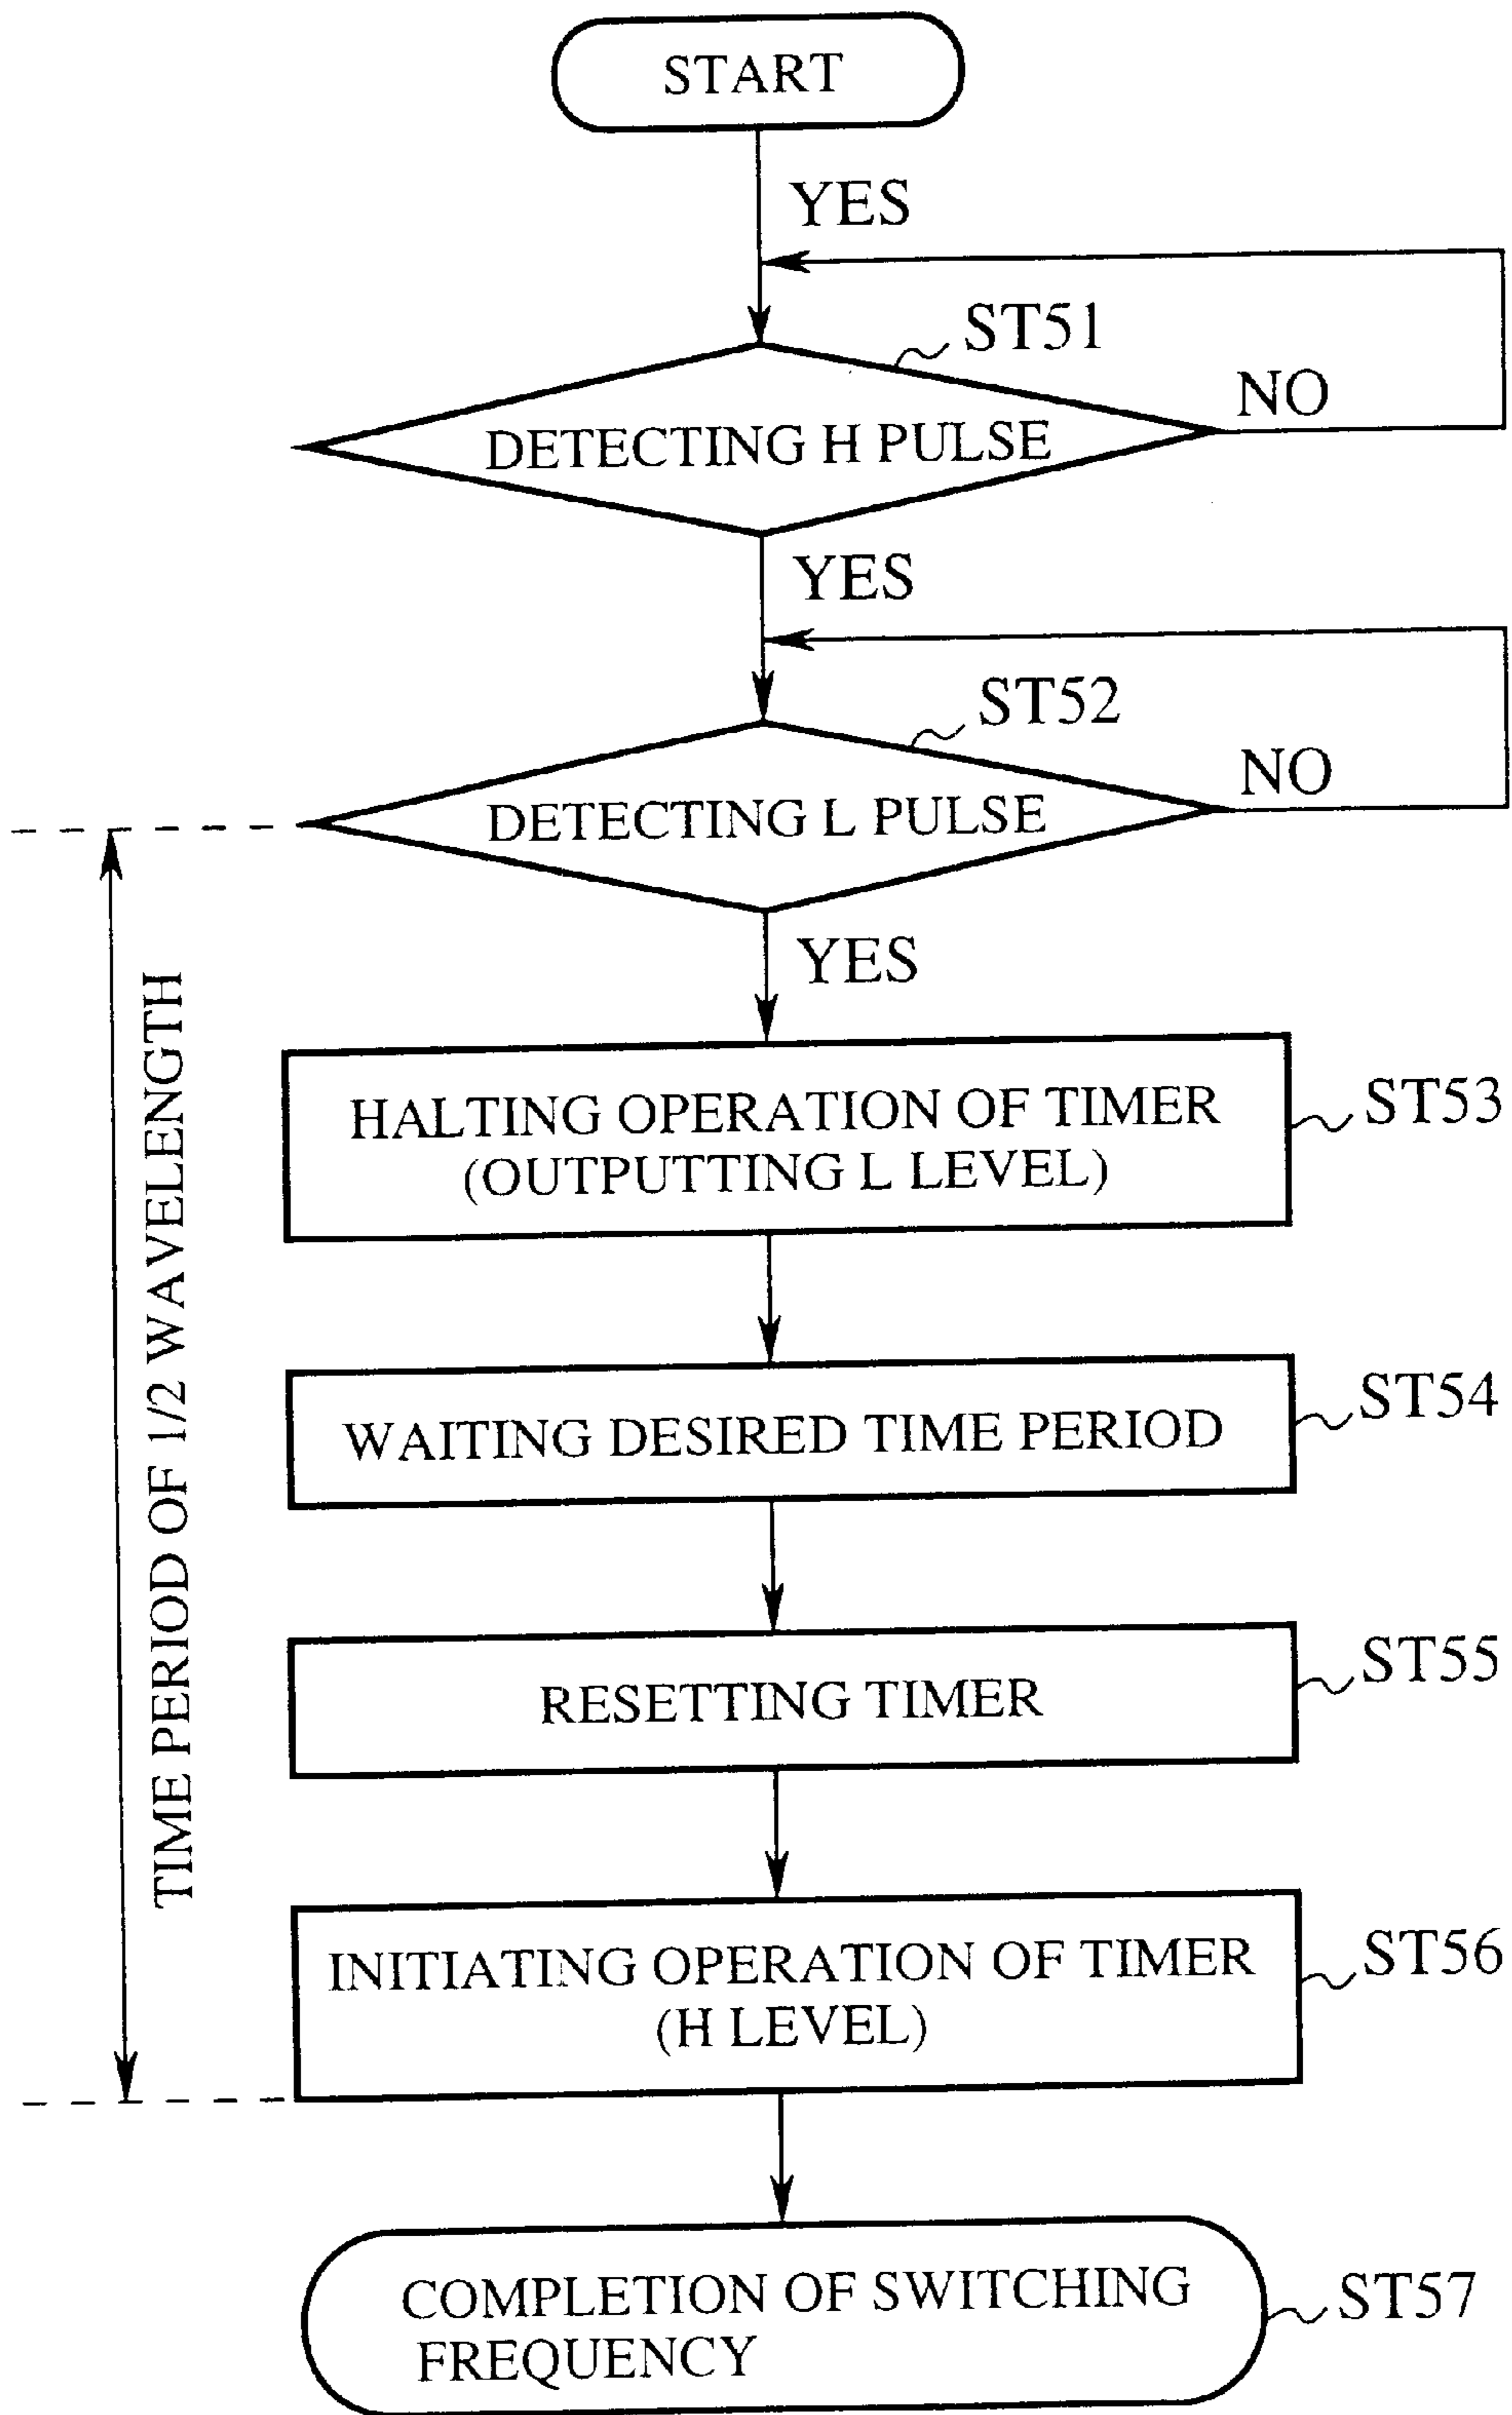 START
YES
ST51
NO
DETECTING H PULSE
YES
ST52
NO
DETECTING L PULSE
YES
TIME PERIOD OF 1/2 WAVELENGTH
HALTING OPERATION OF TIMER
(OUTPUTTING L LEVEL)
ST53
WAITING DESIRED TIME PERIOD
ST54
RESETTING TIMER
ST55
INITIATING OPERATION OF TIMER
(H LEVEL)
ST56
COMPLETION OF SWITCHING
FREQUENCY
ST57